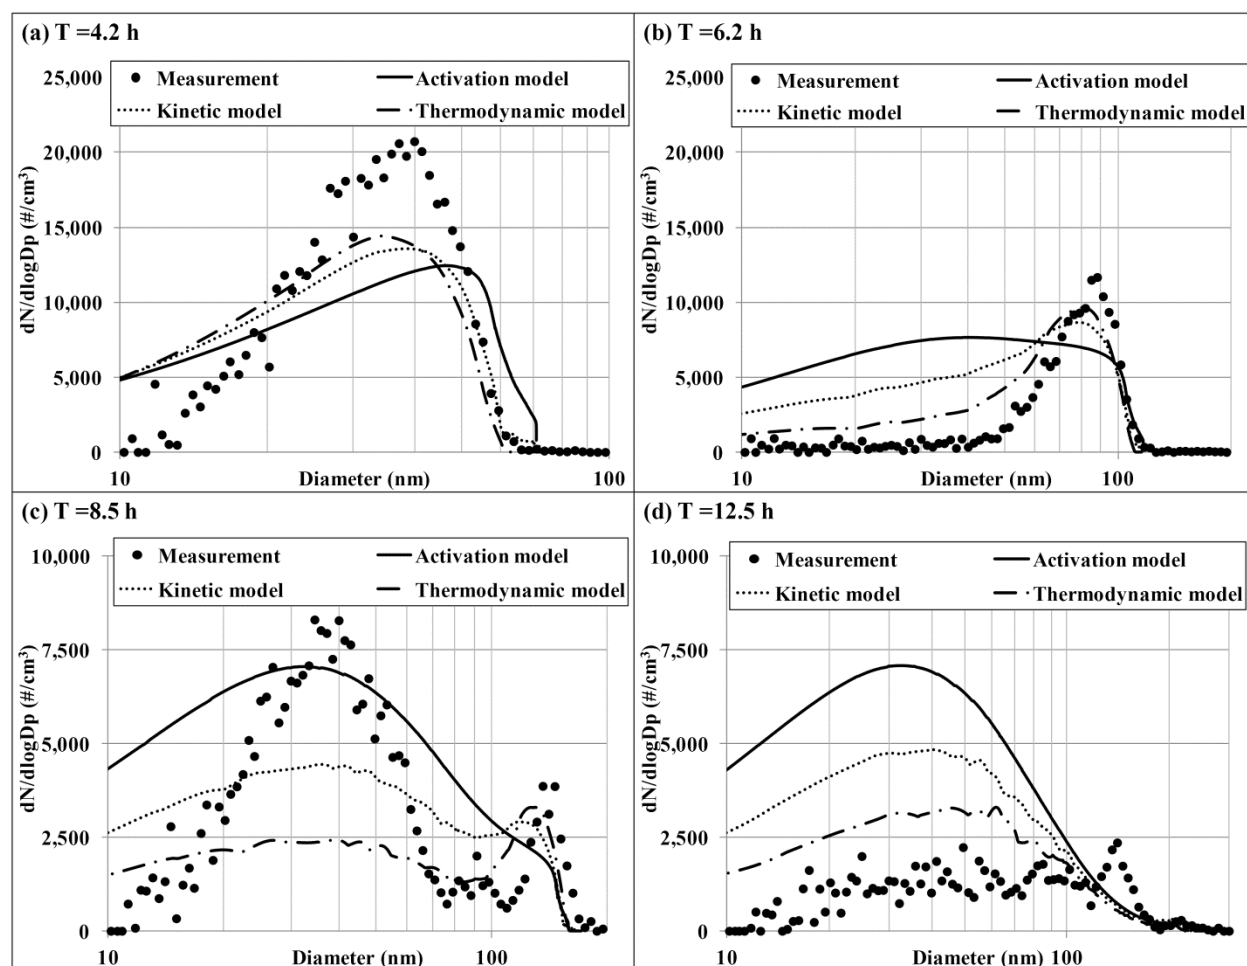 (a) T =4.2 h
25,000
Measurement
Activation model
Kinetic model
Thermodynamic model
20,000
15,000
10,000
5,000
0
dN/dlogDp (#/cm³)
10
Diameter (nm)
100
(b) T =6.2 h
25,000
Measurement
Activation model
Kinetic model
Thermodynamic model
20,000
15,000
10,000
5,000
0
dN/dlogDp (#/cm³)
10
Diameter (nm)
100
(c) T =8.5 h
10,000
Measurement
Activation model
Kinetic model
Thermodynamic model
7,500
5,000
2,500
0
dN/dlogDp (#/cm³)
10
Diameter (nm)
100
(d) T =12.5 h
10,000
Measurement
Activation model
Kinetic model
Thermodynamic model
7,500
5,000
2,500
0
dN/dlogDp (#/cm³)
10
Diameter (nm)
100